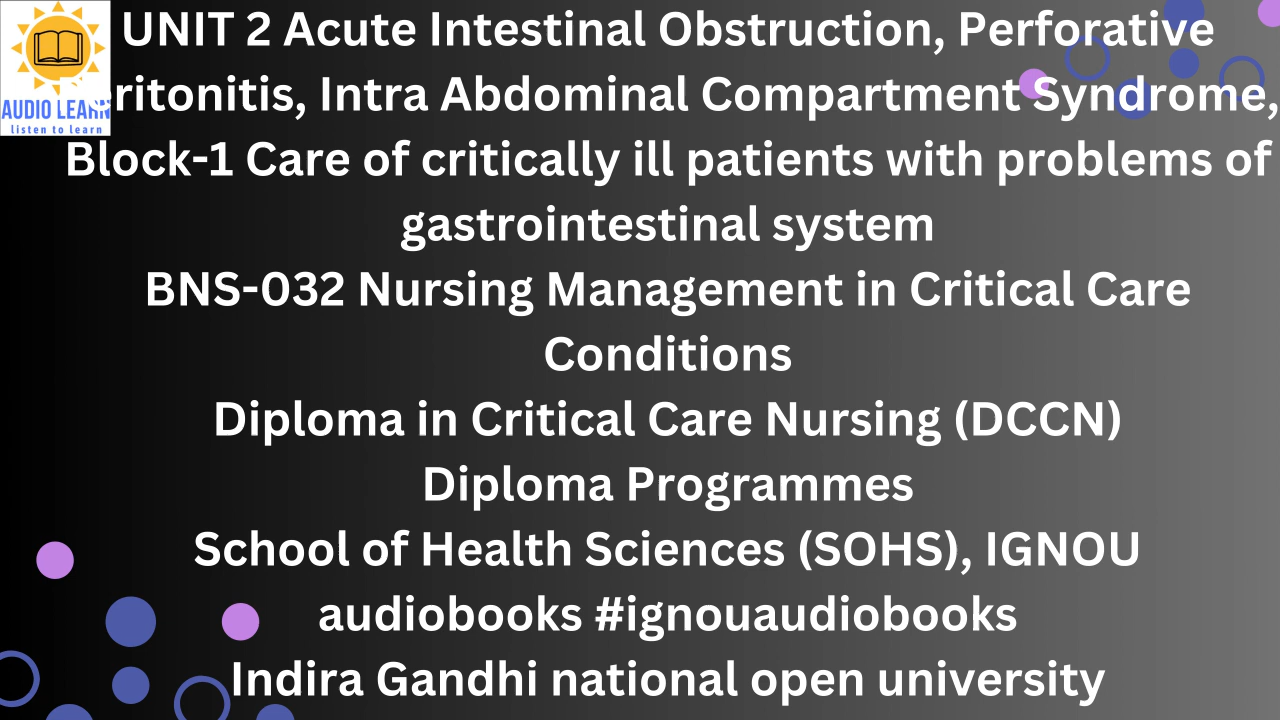 UNIT 2 Acute Intestinal Obstruction, Perforative
ritonitis, Intra Abdominal Compartment Syndrome,
Block-1 Care of critically ill patients with problems of
gastrointestinal system
BNS-032 Nursing Management in Critical Care
Conditions
Diploma in Critical Care Nursing (DCCN)
Diploma Programmes
School of Health Sciences (SOHS), IGNOU
audiobooks #ignouaudiobooks
Indira Gandhi national open university
AUDIO LEARN
listen to learn